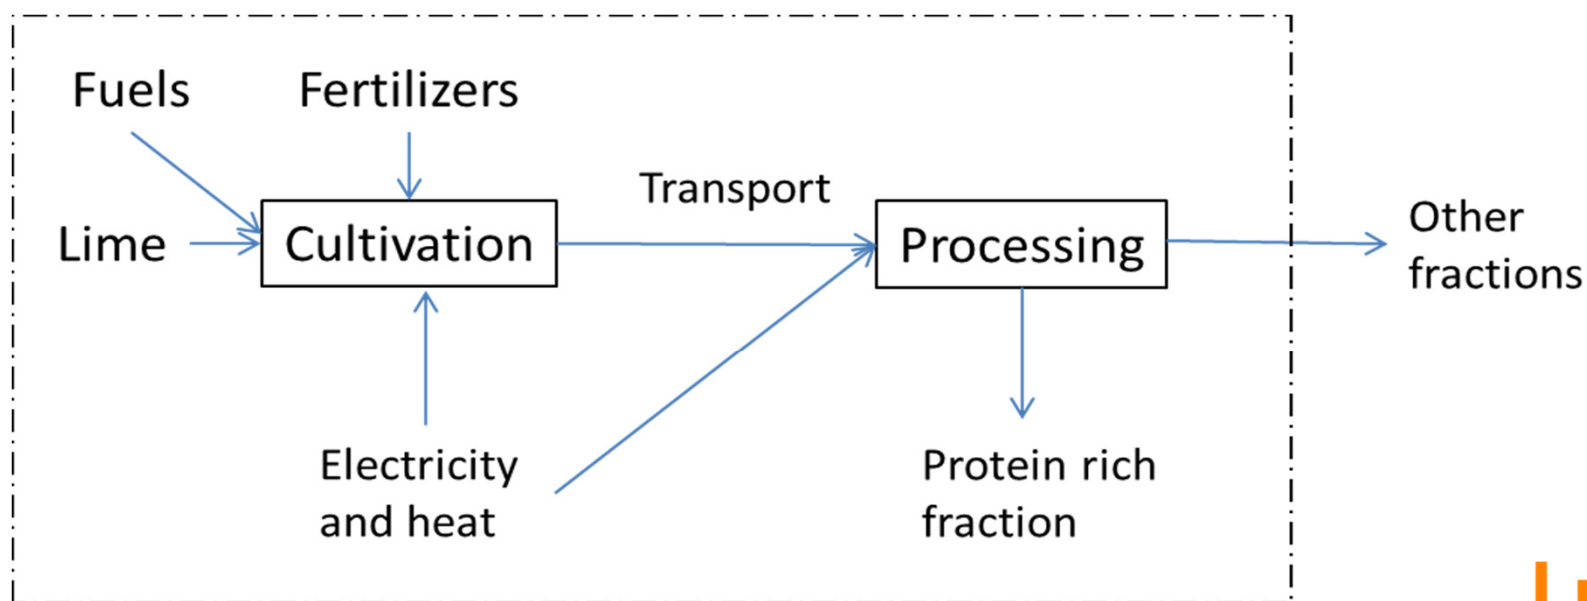 Fuels
Fertilizers
Transport
Lime
Cultivation
Processing
Other
fractions
Electricity
and heat
Protein rich
fraction